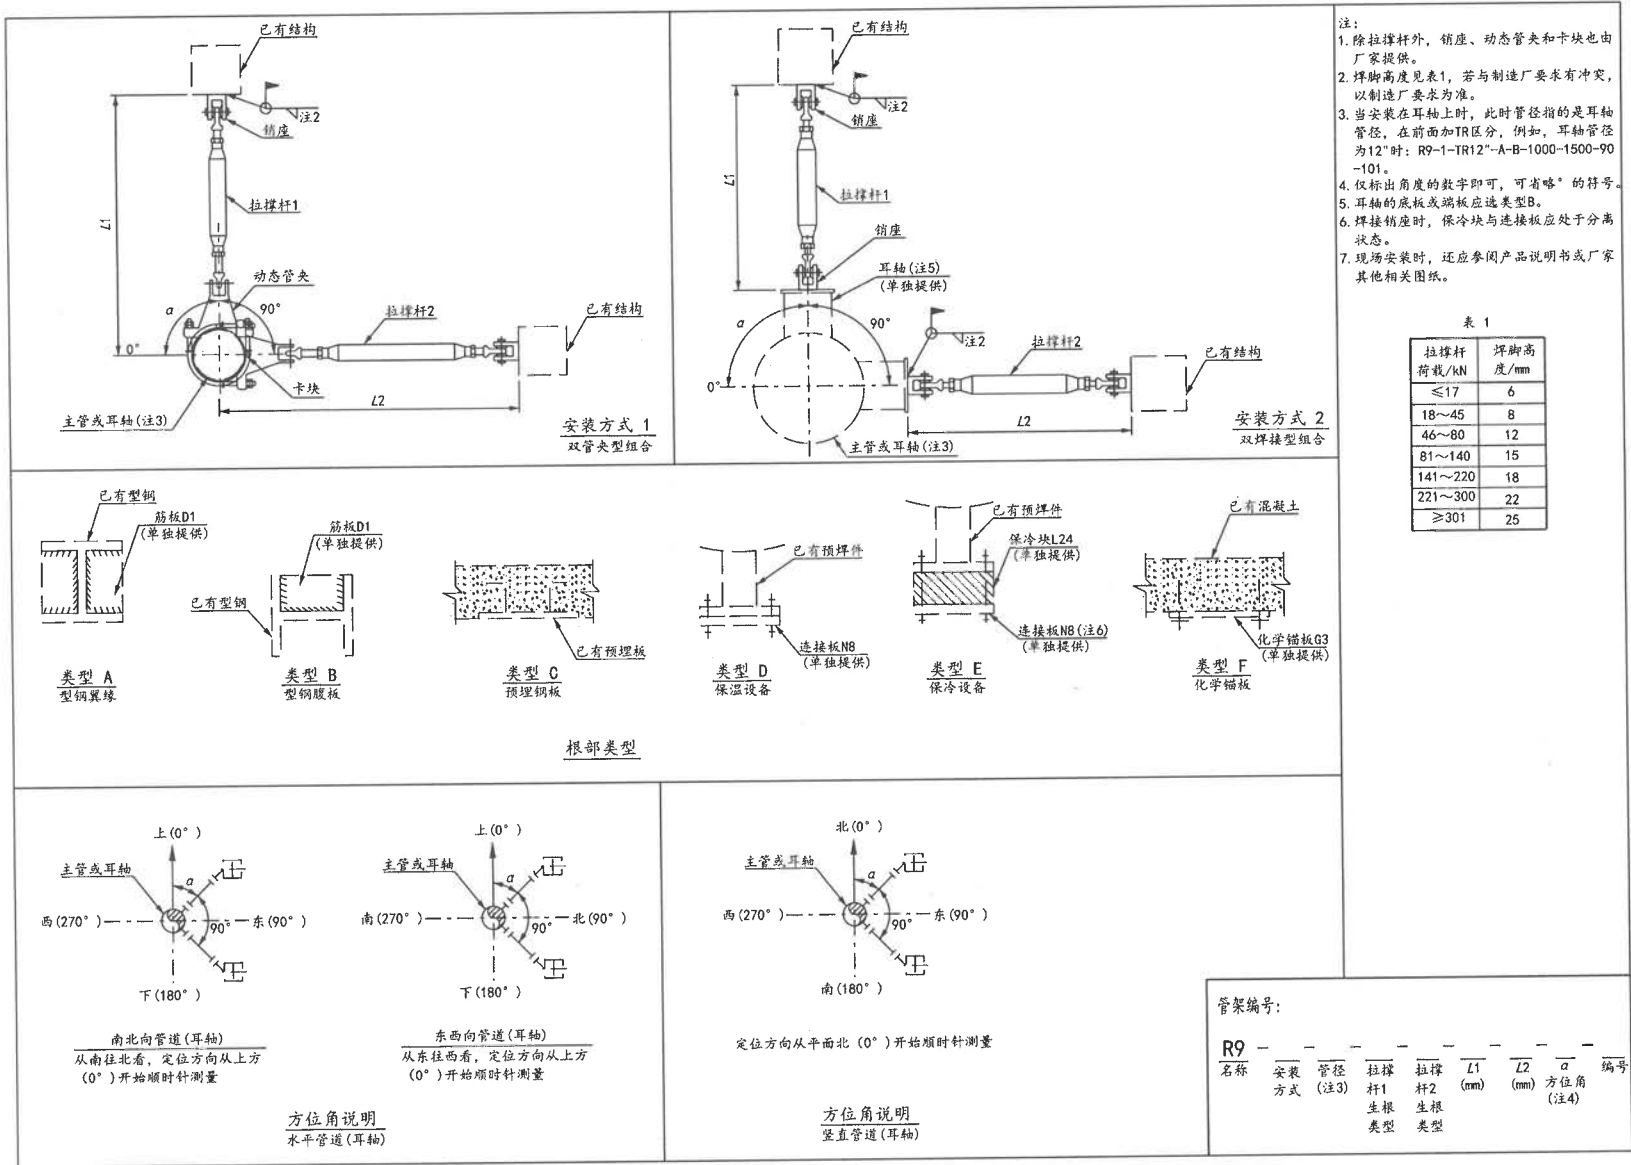 已有结构
注2
销座
L1
拉撑杆1
动态管夹
α
90°
0°
拉撑杆2
已有结构
卡块
L2
主管或耳轴(注3)
安装方式 1
双管夹型组合
已有结构
注2
销座
L1
拉撑杆1
销座
耳轴(注5)
(单独提供)
α
90°
注2
拉撑杆2
已有结构
0°
L2
主管或耳轴(注3)
安装方式 2
双焊接型组合
注:
1. 除拉撑杆外，销座、动态管夹和卡块也由
厂家提供。
2. 焊脚高度见表1，若与制造厂要求有冲突，
以制造厂要求为准。
3. 当安装在耳轴上时，此时管径指的是耳轴
管径，在前面加TR区分，例如，耳轴管径
为12"时: R9-1-TR12"-A-B-1000-1500-90
-101。
4. 仅标出角度的数字即可，可省略°的符号。
5. 耳轴的底板或端板应选类型B。
6. 焊接销座时，保冷块与连接板应处于分离
状态。
7. 现场安装时，还应参阅产品说明书或厂家
其他相关图纸。
表 1
拉撑杆 焊脚高
荷载/kN 度/mm
≤17 6
18～45 8
46～80 12
81～140 15
141～220 18
221～300 22
≥301 25
已有型钢
筋板D1
(单独提供)
类型 A
型钢翼缘
筋板D1
(单独提供)
已有型钢
类型 B
型钢腹板
已有预埋板
类型 C
预埋钢板
已有预焊件
连接板N8
(单独提供)
类型 D
保温设备
已有预焊件
保冷块L24
(单独提供)
连接板N8(注6)
(单独提供)
类型 E
保冷设备
已有混凝土
化学锚板G3
(单独提供)
类型 F
化学锚板
根部类型
上(0°)
主管或耳轴
α
西(270°)
90°
东(90°)
下(180°)
南北向管道(耳轴)
从南往北看，定位方向从上方
(0°)开始顺时针测量
上(0°)
主管或耳轴
α
南(270°)
90°
北(90°)
下(180°)
东西向管道(耳轴)
从东往西看，定位方向从上方
(0°)开始顺时针测量
方位角说明
水平管道(耳轴)
北(0°)
主管或耳轴
α
西(270°)
90°
东(90°)
南(180°)
定位方向从平面北 (0°)开始顺时针测量
方位角说明
竖直管道(耳轴)
管架编号:
R9 - - - - - - - -
名称 安装 管径 拉撑 拉撑 L1 L2 α 编号
方式 (注3) 杆1 杆2 (mm) (mm) 方位角
生根 生根 (注4)
类型 类型